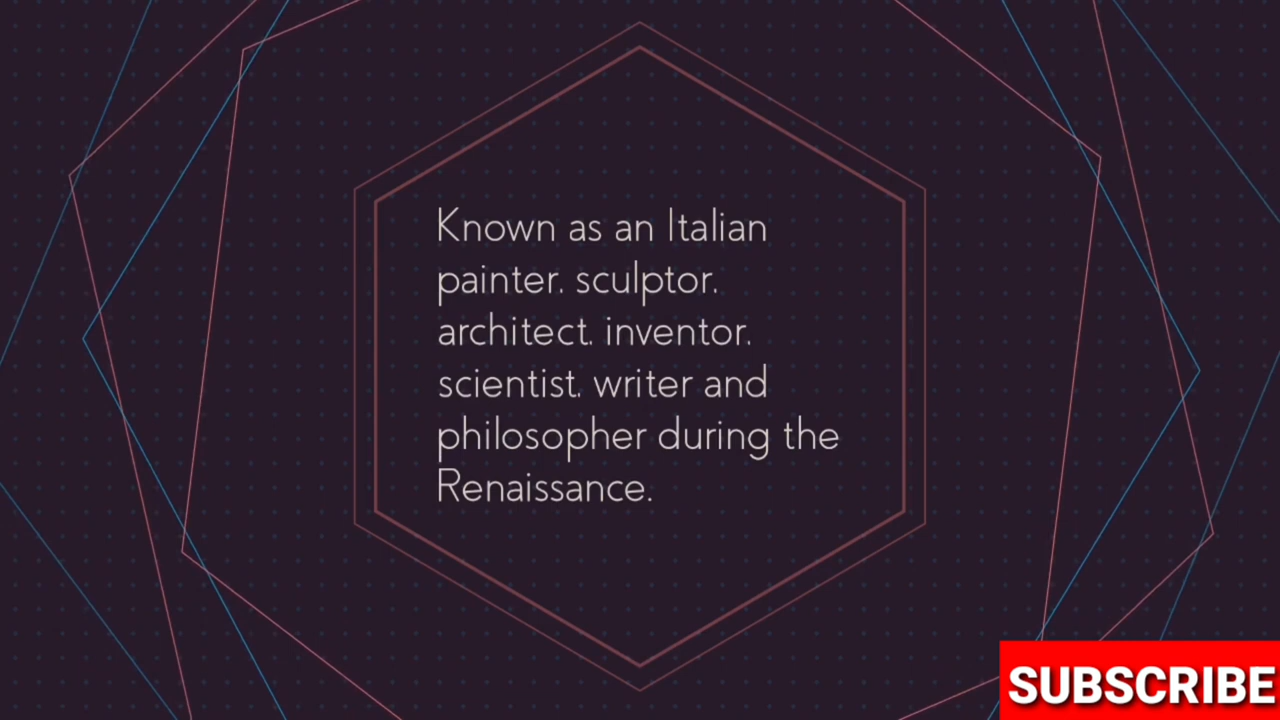 Known as an Italian
painter. sculptor.
architect. inventor.
scientist. writer and
philosopher during the
Renaissance.
SUBSCRIBE